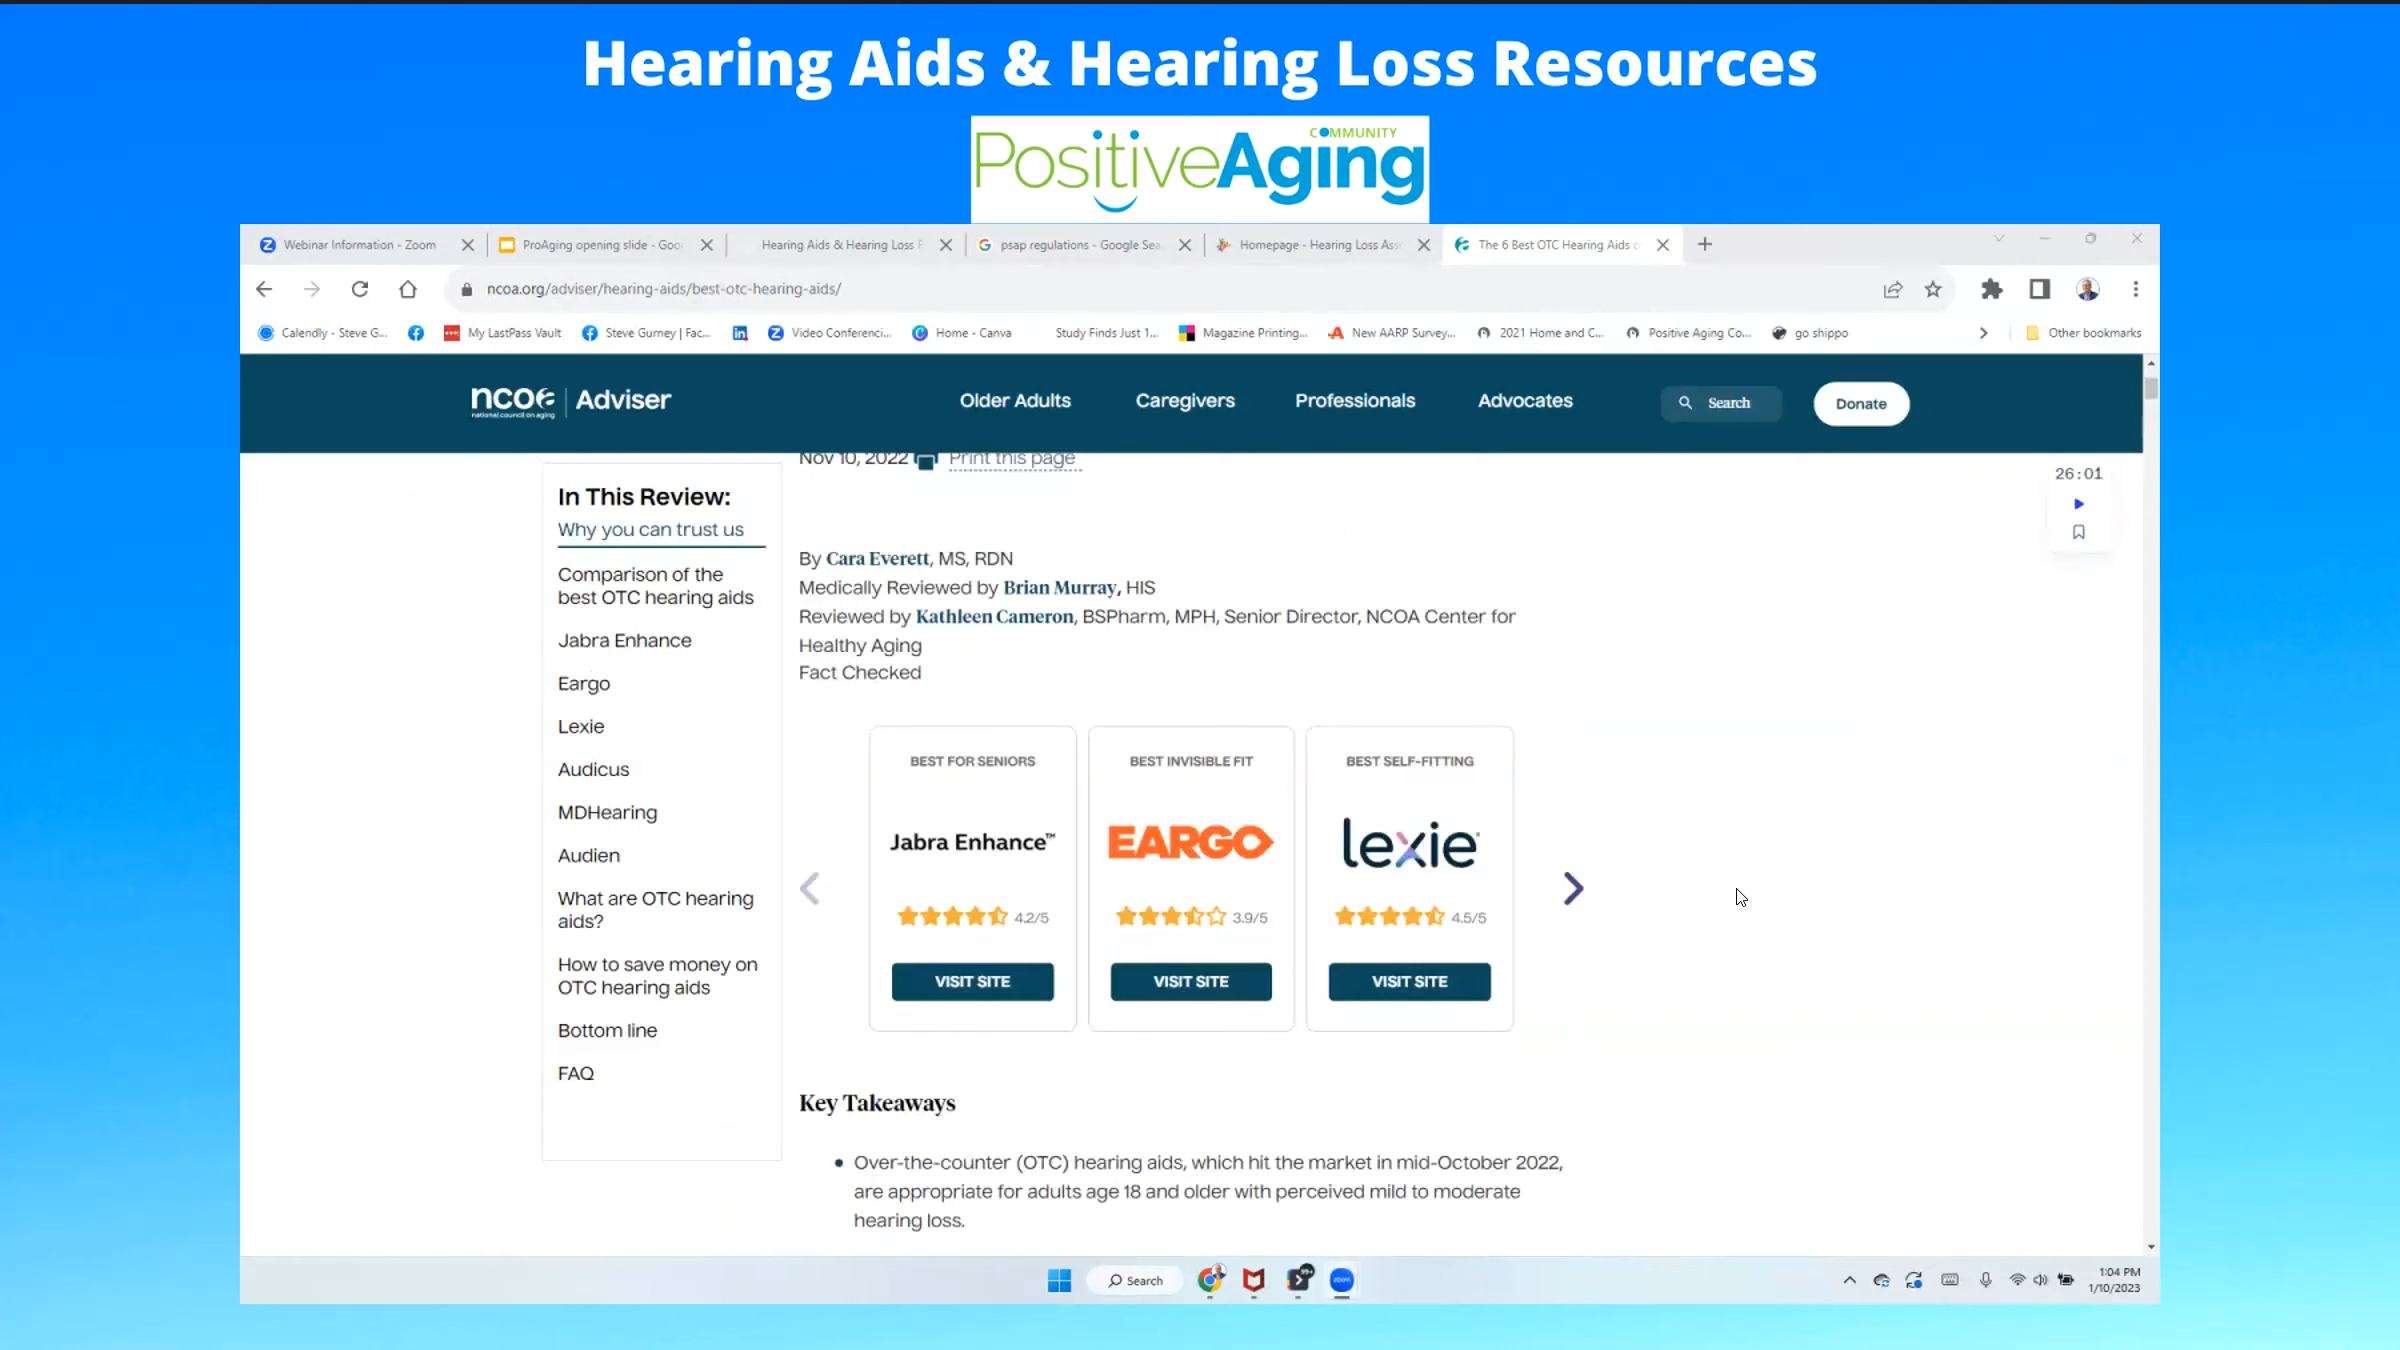 Hearing Aids & Hearing Loss Resources
COMMUNITY
PositiveAging
Webinar Information - Zoom
ProAging opening slide - Goo
Hearing Aids & Hearing Loss
psap regulations - Google Sea
Homepage - Hearing Loss Ass
The 6 Best OTC Hearing Aids
ncoa.org/adviser/hearing-aids/best-otc-hearing-aids/
Calendly - Steve G...
My LastPass Vault
Steve Gurney | Fac...
Video Conferenci...
Home - Canva
Study Finds Just 1...
Magazine Printing...
New AARP Survey...
2021 Home and C...
Positive Aging Co...
go shippo
Other bookmarks
ncoa
national council on aging
Adviser
Older Adults
Caregivers
Professionals
Advocates
Search
Donate
Nov 10, 2022
Print this page
26:01
In This Review:
Why you can trust us
Comparison of the
best OTC hearing aids
Jabra Enhance
Eargo
Lexie
Audicus
MDHearing
Audien
What are OTC hearing
aids?
How to save money on
OTC hearing aids
Bottom line
FAQ
By Cara Everett, MS, RDN
Medically Reviewed by Brian Murray, HIS
Reviewed by Kathleen Cameron, BSPharm, MPH, Senior Director, NCOA Center for
Healthy Aging
Fact Checked
BEST FOR SENIORS
Jabra Enhance™
4.2/5
VISIT SITE
BEST INVISIBLE FIT
EARGO
3.9/5
VISIT SITE
BEST SELF-FITTING
lexie
4.5/5
VISIT SITE
Key Takeaways
• Over-the-counter (OTC) hearing aids, which hit the market in mid-October 2022,
are appropriate for adults age 18 and older with perceived mild to moderate
hearing loss.
Search
99+
zoom
1:04 PM
1/10/2023